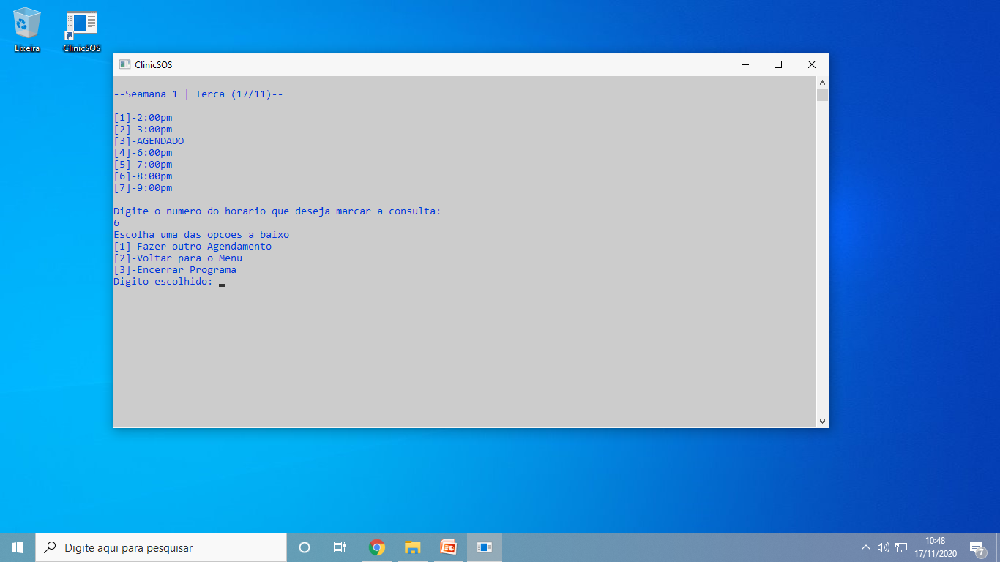 Lixeira
ClinicSOS
ClinicSOS
--Seamana 1 | Terca (17/11)--
[1]-2:00pm
[2]-3:00pm
[3]-AGENDADO
[4]-6:00pm
[5]-7:00pm
[6]-8:00pm
[7]-9:00pm
Digite o numero do horario que deseja marcar a consulta:
6
Escolha uma das opcoes a baixo
[1]-Fazer outro Agendamento
[2]-Voltar para o Menu
[3]-Encerrar Programa
Digito escolhido:
Digite aqui para pesquisar
10:48
17/11/2020
7